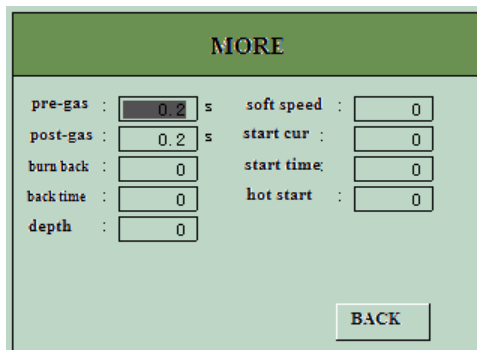 MORE
pre-gas : 0.2 s soft speed : 0
post-gas : 0.2 s start cur : 0
burn back : 0 start time: 0
back time : 0 hot start : 0
depth : 0
BACK